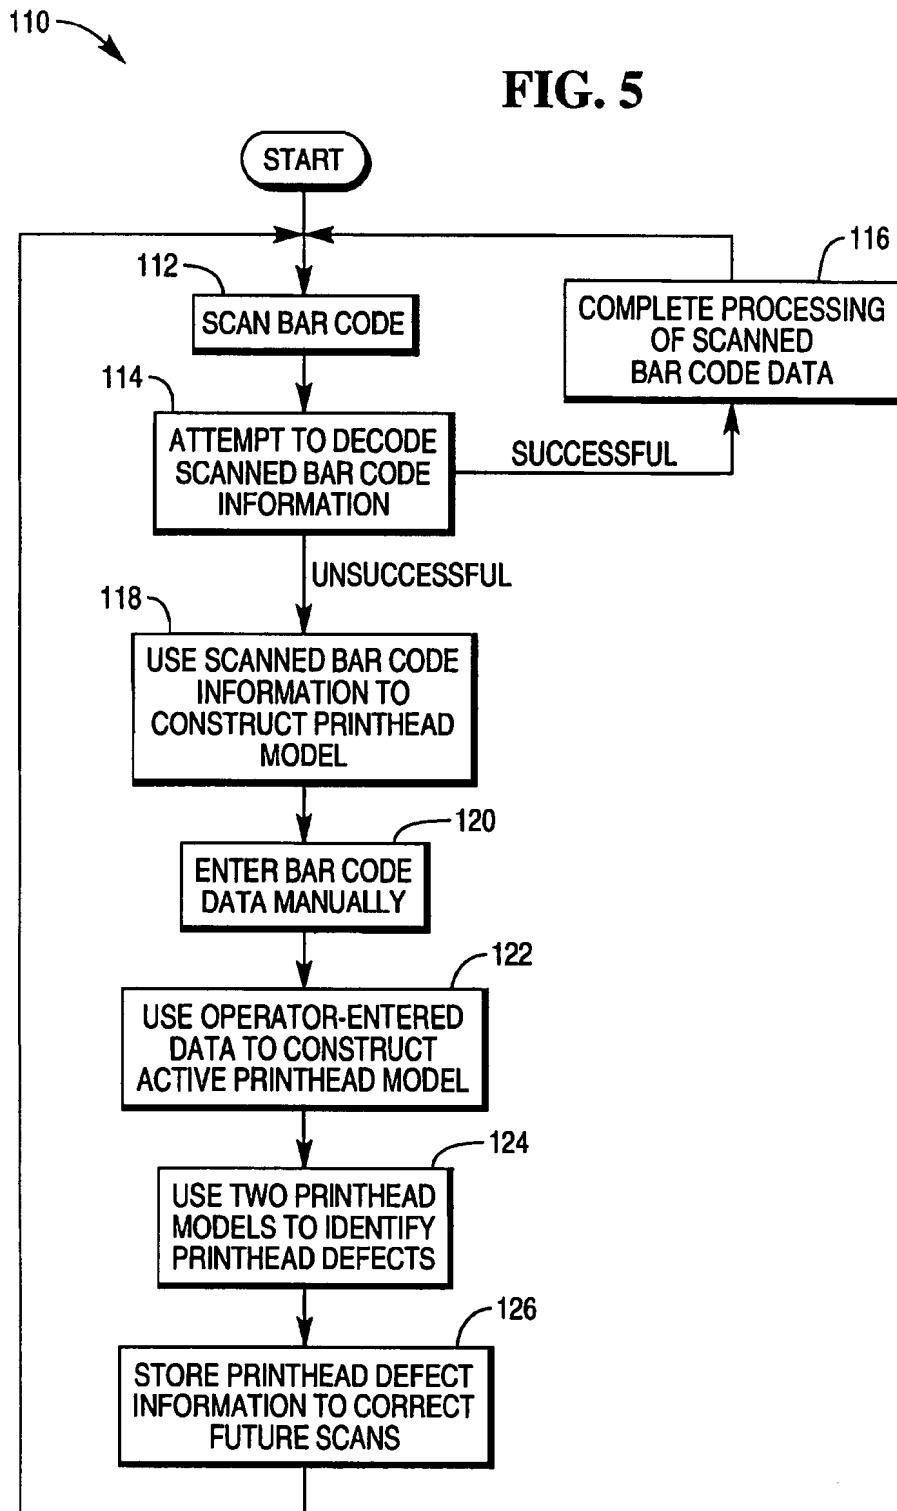 110
FIG. 5
START
112
SCAN BAR CODE
116
COMPLETE PROCESSING
OF SCANNED
BAR CODE DATA
114
ATTEMPT TO DECODE
SCANNED BAR CODE
INFORMATION
SUCCESSFUL
UNSUCCESSFUL
118
USE SCANNED BAR CODE
INFORMATION TO
CONSTRUCT PRINTHEAD
MODEL
120
ENTER BAR CODE
DATA MANUALLY
122
USE OPERATOR-ENTERED
DATA TO CONSTRUCT
ACTIVE PRINTHEAD MODEL
124
USE TWO PRINTHEAD
MODELS TO IDENTIFY
PRINTHEAD DEFECTS
126
STORE PRINTHEAD DEFECT
INFORMATION TO CORRECT
FUTURE SCANS